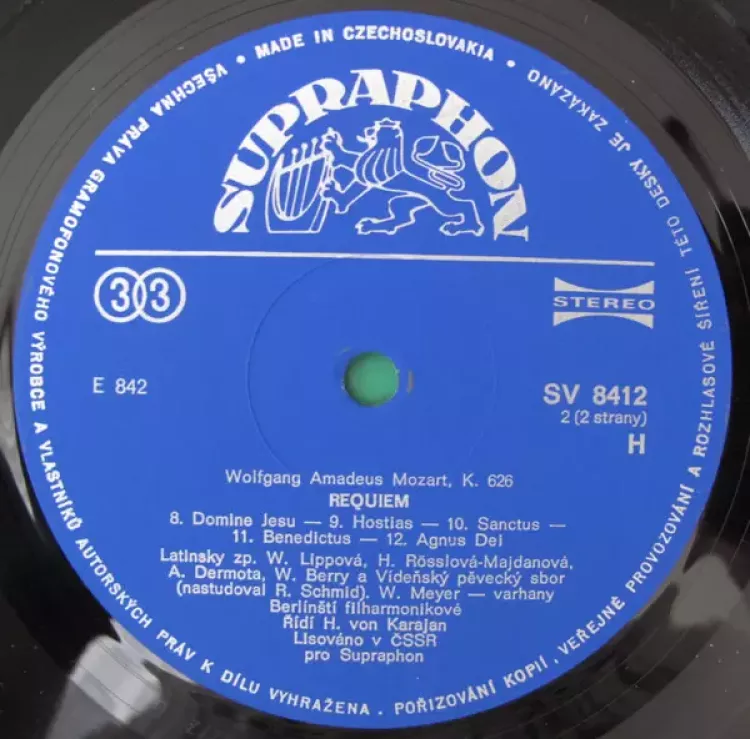 VŠECHNA PRÁVA GRAMOFONOVÉHO VÝROBCE A VLASTNÍKŮ AUTORSKÝCH PRÁV K DÍLU VYHRAŽENA. POŘIZOVÁNÍ KOPIÍ, VEŘEJNÉ PROVOZOVÁNÍ A ROZHLASOVÉ ŠÍŘENÍ TÉTO DESKY JE ZAKÁZÁNO • MADE IN CZECHOSLOVAKIA •
SUPRAPHON
33
STEREO
E 842
SV 8412
2 (2 strany)
H
Wolfgang Amadeus Mozart, K. 626
REQUIEM
8. Domine Jesu — 9. Hostias — 10. Sanctus —
11. Benedictus — 12. Agnus Dei
Latinsky zp. W. Lippová, H. Rösslová-Majdanová,
A. Dermota, W. Berry a Vídeňský pěvecký sbor
(nastudoval R. Schmid). W. Meyer — varhany
Berlínští filharmonikové
Řídí H. von Karajan
Lisováno v ČSSR
pro Supraphon